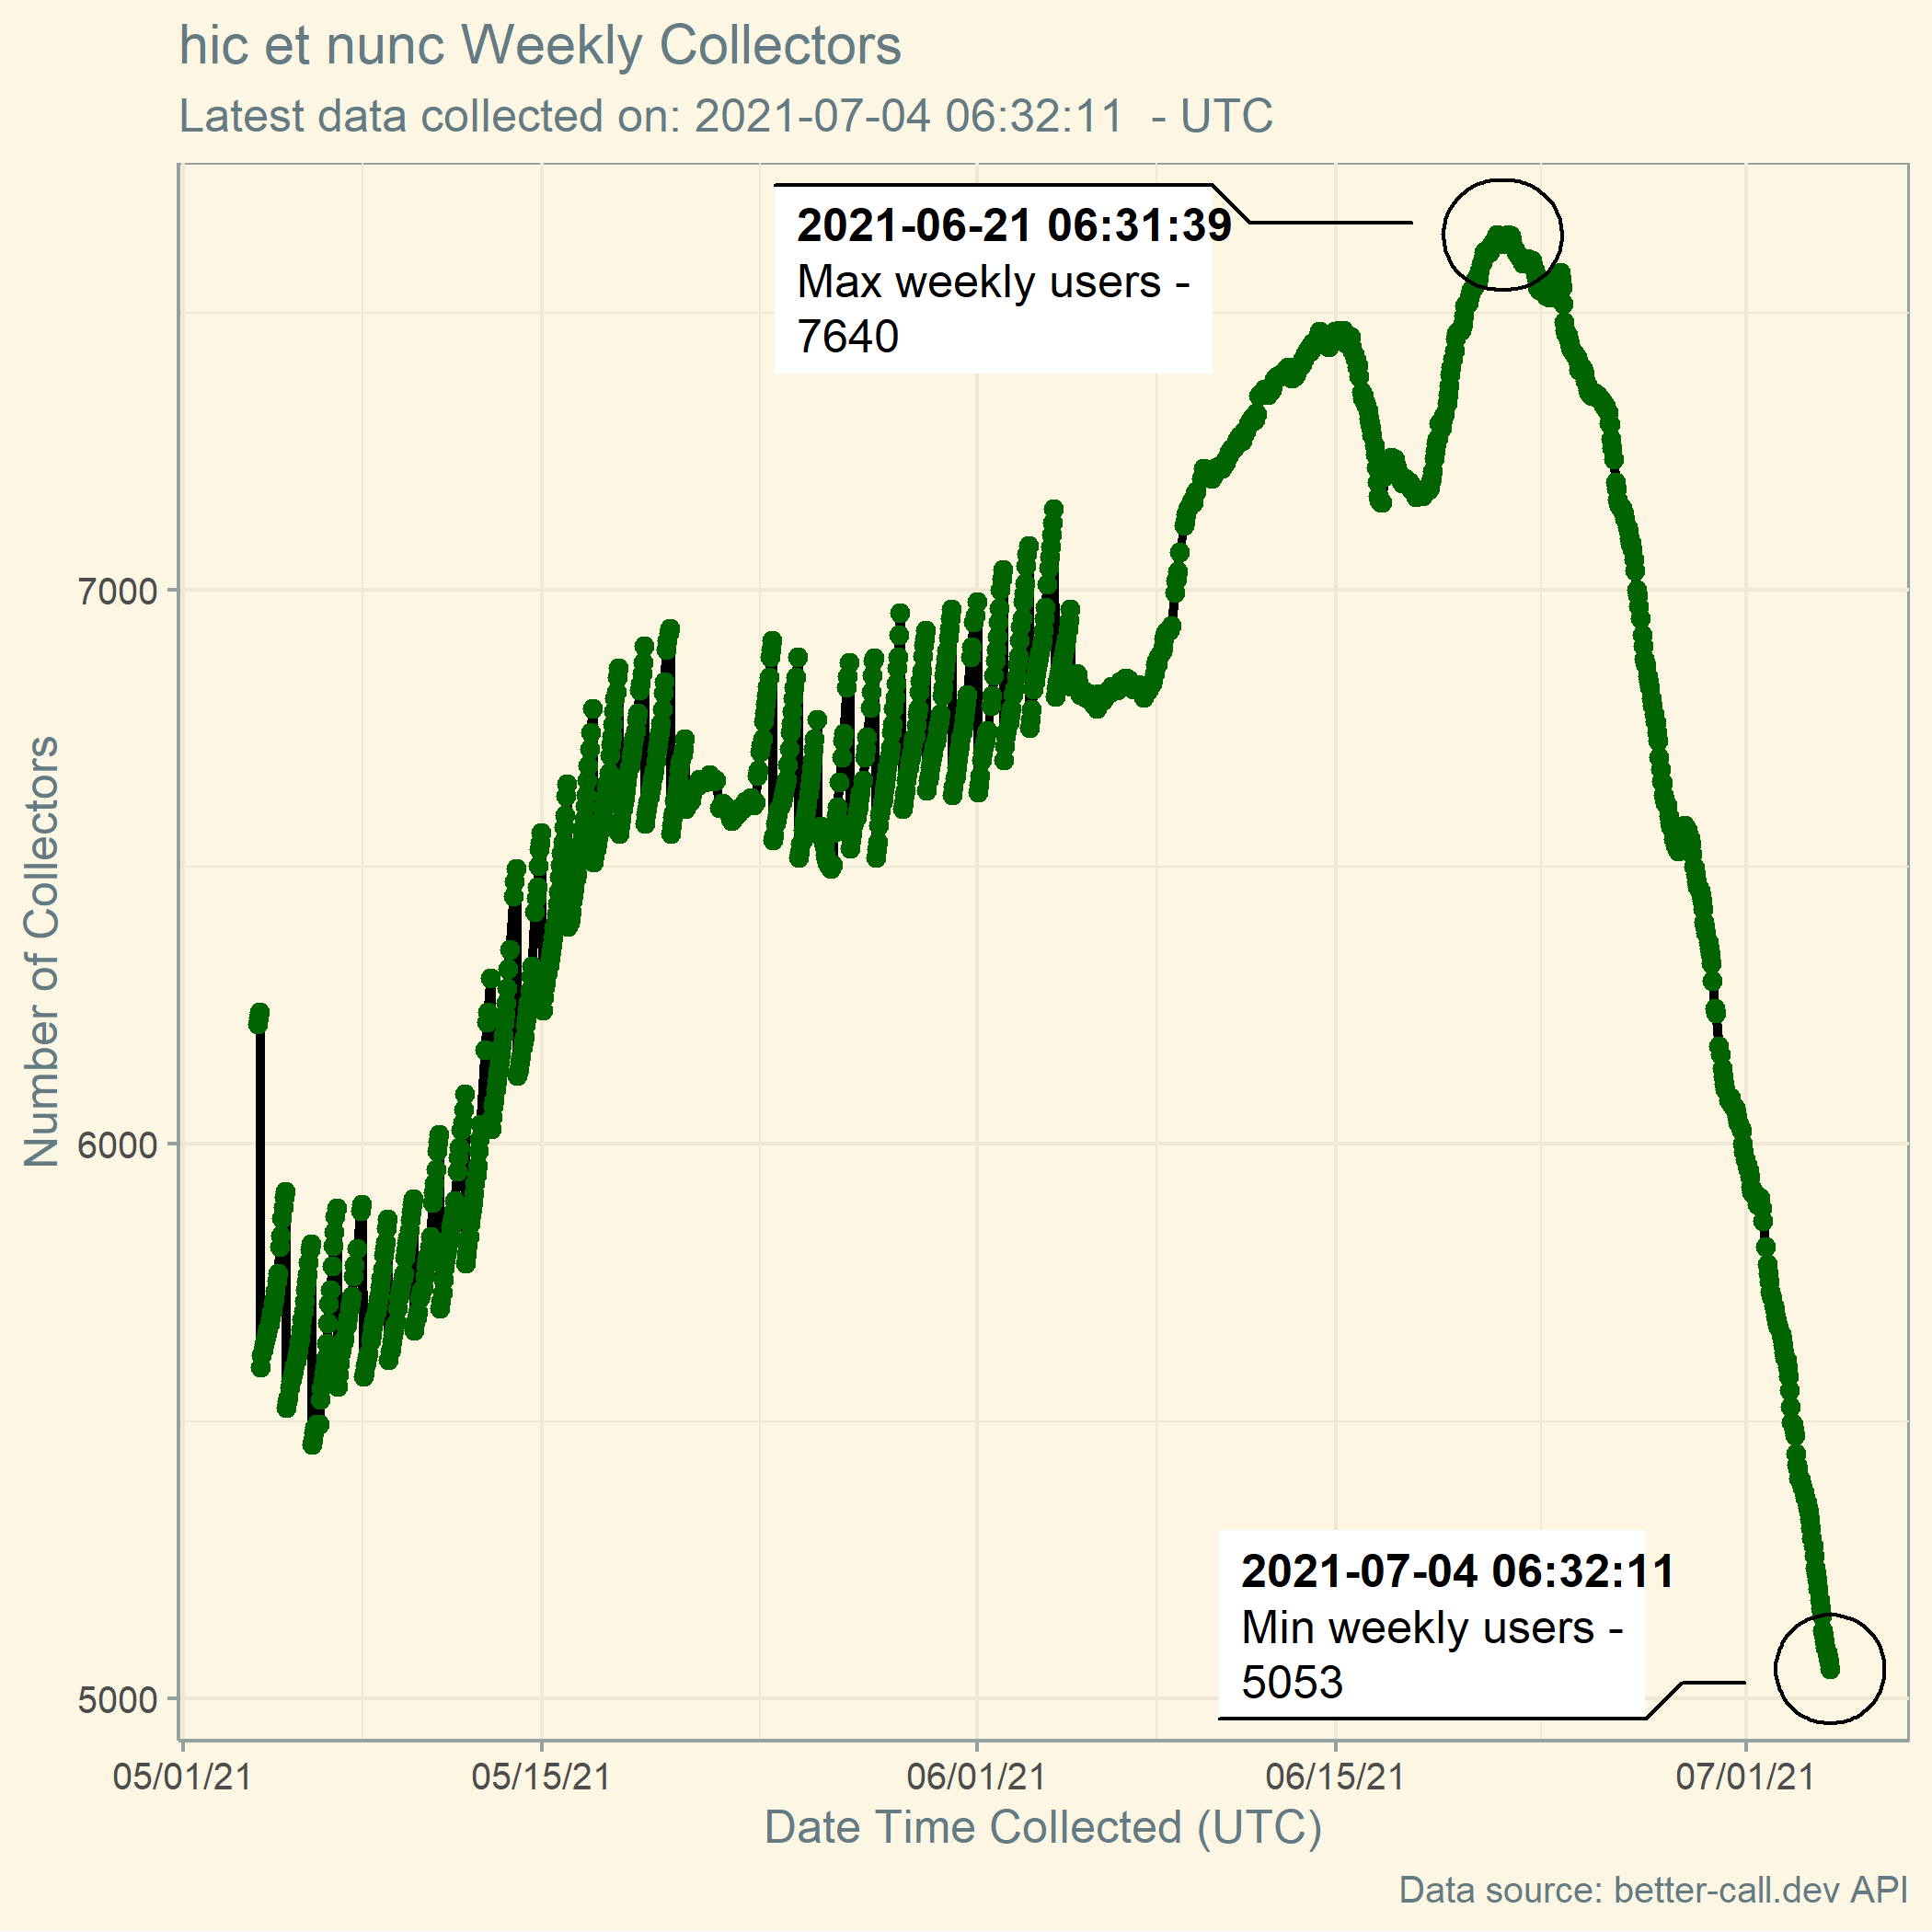 hic et nunc Weekly Collectors
Latest data collected on: 2021-07-04 06:32:11  - UTC
2021-06-21 06:31:39
Max weekly users -
7640
Number of Collectors
7000
6000
5000
2021-07-04 06:32:11
Min weekly users -
5053
05/01/21
05/15/21
06/01/21
06/15/21
07/01/21
Date Time Collected (UTC)
Data source: better-call.dev API